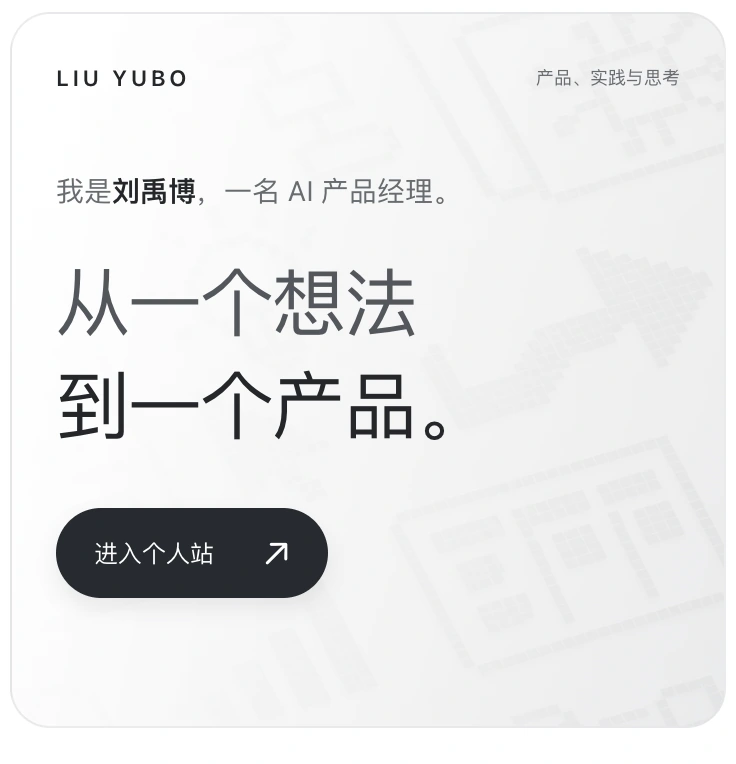 LIU YUBO
产品、实践与思考
我是刘禹博，一名 AI 产品经理。
从一个想法
到一个产品。
进入个人站